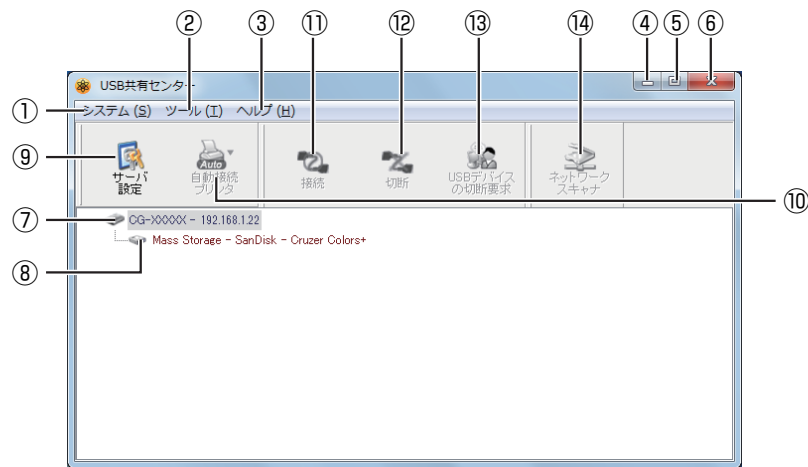 ② ③ ⑪ ⑫ ⑬ ⑭ ④ ⑤ ⑥
USB共有センター
① システム (S) ツール (I) ヘルプ (H)
⑨ サーバ設定
Auto
自動接続プリンタ
接続
切断
USBデバイスの切断要求
ネットワークスキャナ
⑩
⑦ CG-XXXXX - 192.168.1.22
⑧ Mass Storage - SanDisk - Cruzer Colors+